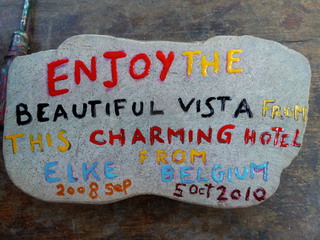 ENJOY THE
BEAUTIFUL VISTA FROM
THIS CHARMING HOTEL
FROM
ELKE BELGIUM
2008 Sep 5 Oct 2010